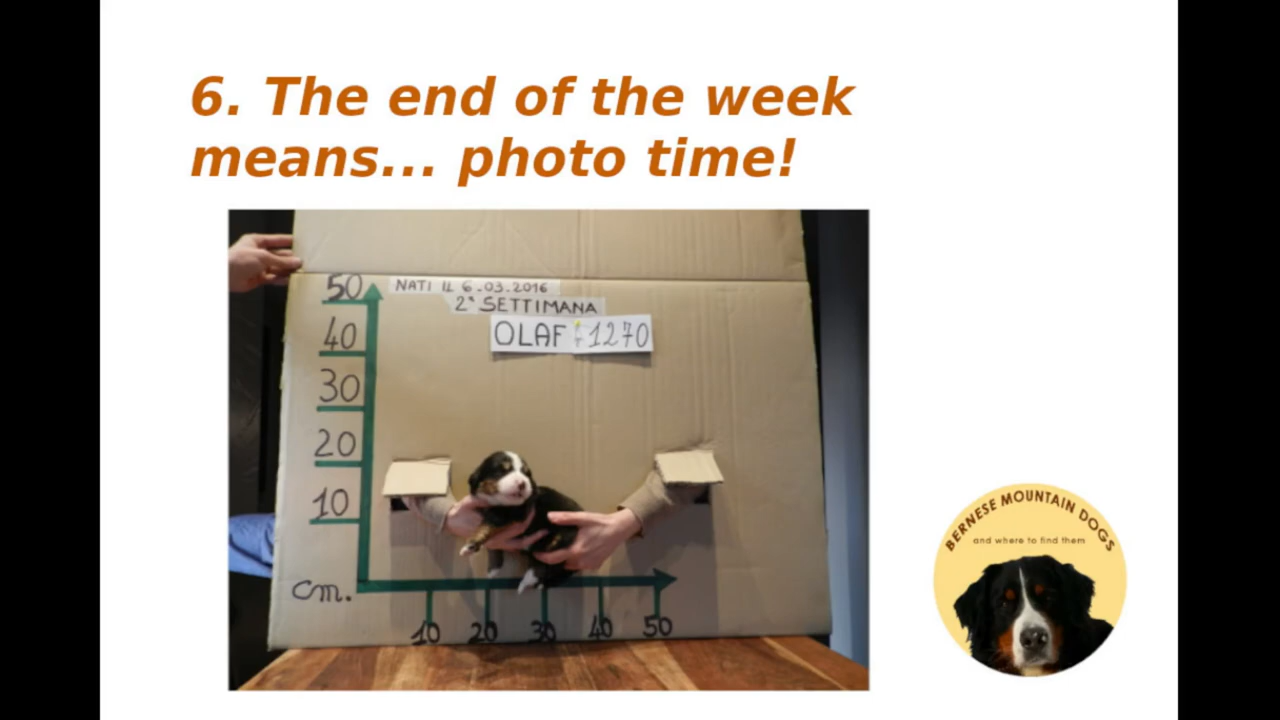 6. The end of the week
means... photo time!
NATI IL 6.03.2016
2ª SETTIMANA
OLAF 1270
50
40
30
20
10
cm.
10 20 30 40 50
BERNESE MOUNTAIN DOGS
and where to find them